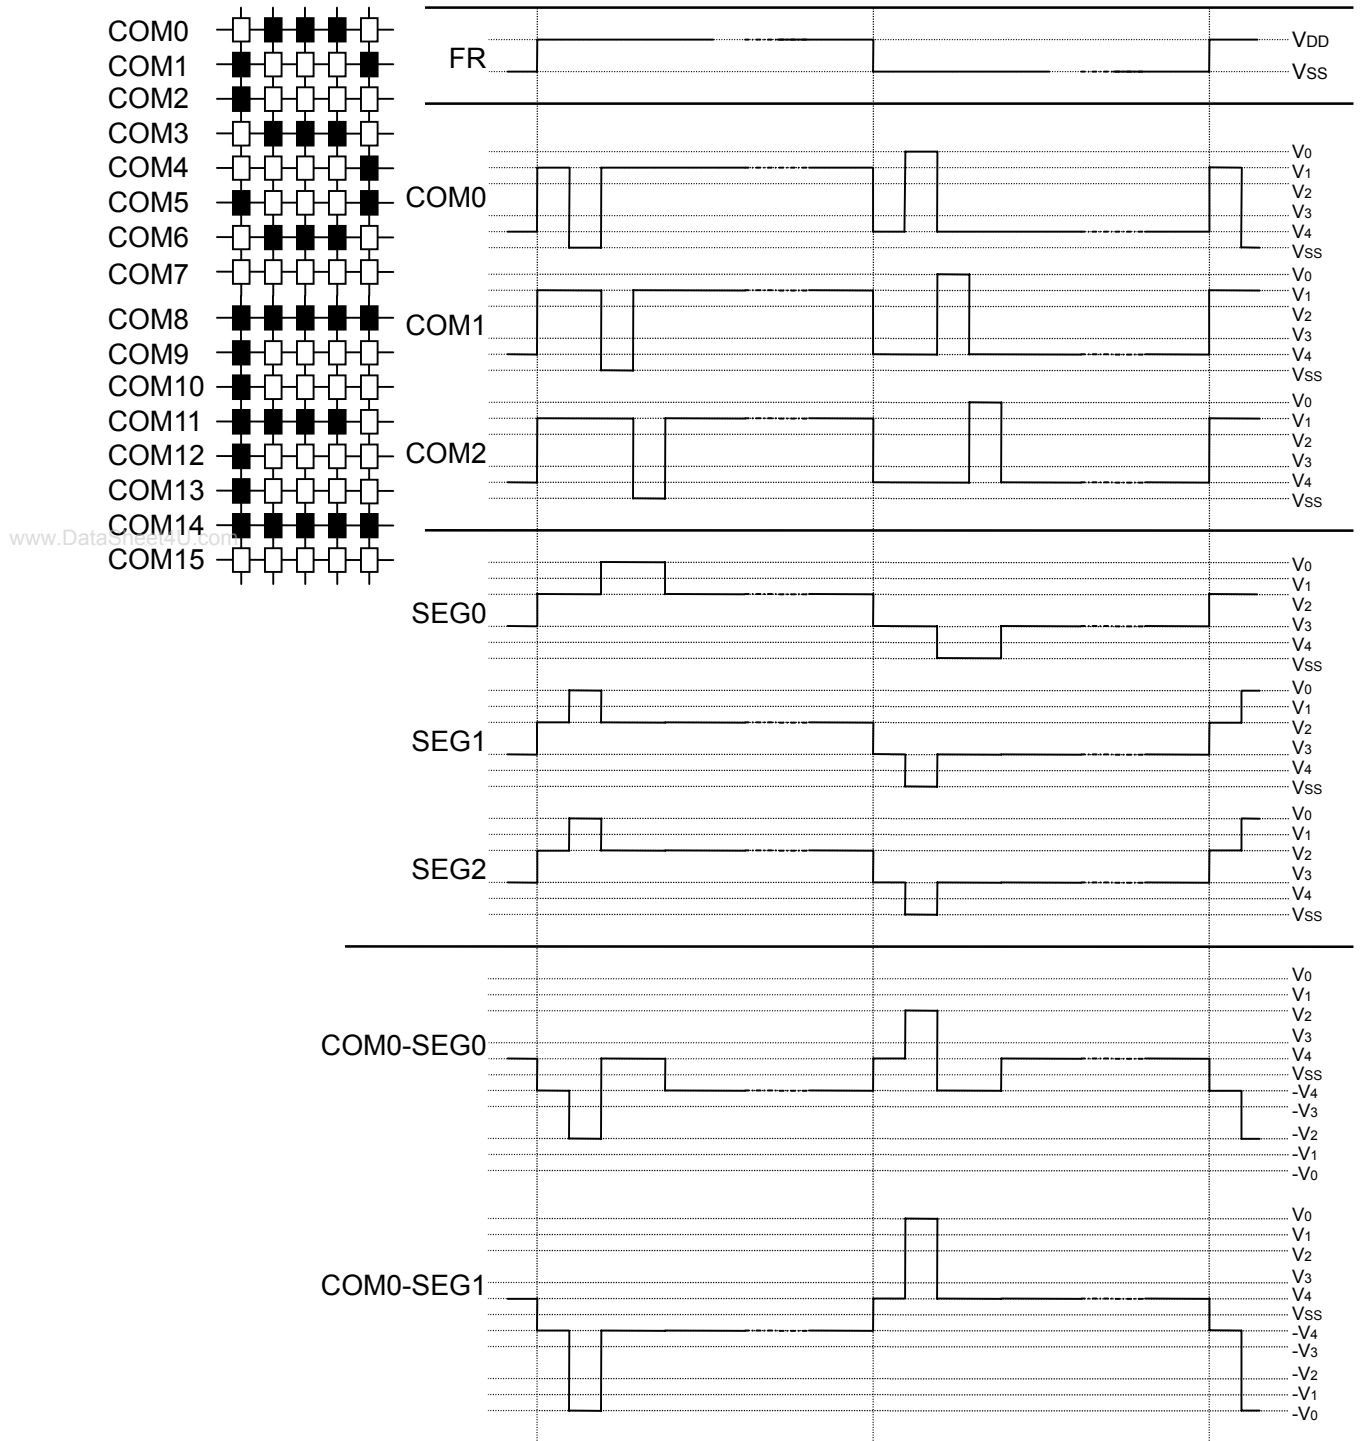 COM0
COM1
COM2
COM3
COM4
COM5
COM6
COM7
COM8
COM9
COM10
COM11
COM12
COM13
COM14
COM15
www.DataSheet4U.com
FR
VDD
VSS
COM0
V0
V1
V2
V3
V4
VSS
COM1
V0
V1
V2
V3
V4
VSS
COM2
V0
V1
V2
V3
V4
VSS
SEG0
V0
V1
V2
V3
V4
VSS
SEG1
V0
V1
V2
V3
V4
VSS
SEG2
V0
V1
V2
V3
V4
VSS
COM0-SEG0
V0
V1
V2
V3
V4
VSS
-V4
-V3
-V2
-V1
-V0
COM0-SEG1
V0
V1
V2
V3
V4
VSS
-V4
-V3
-V2
-V1
-V0